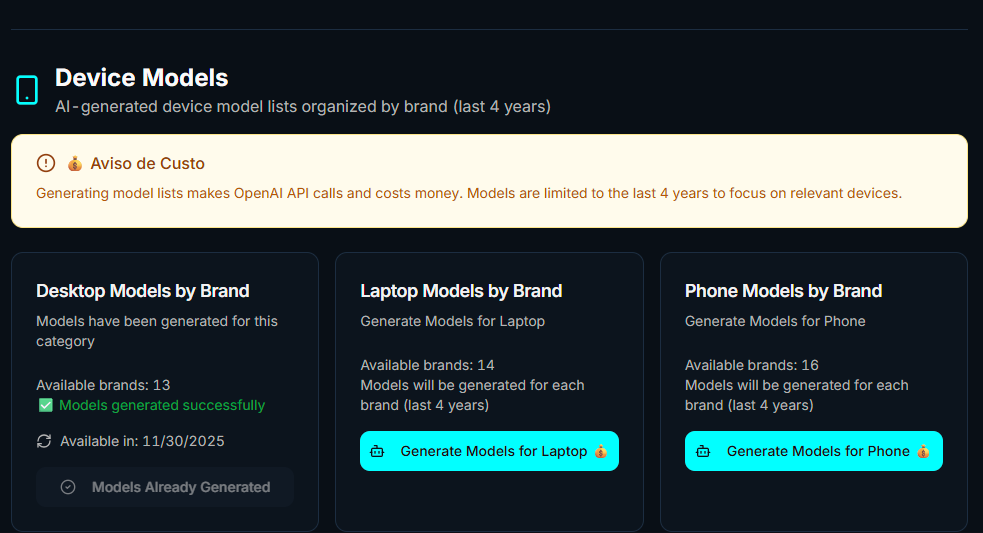 Device Models
AI-generated device model lists organized by brand (last 4 years)
💰 Aviso de Custo
Generating model lists makes OpenAI API calls and costs money. Models are limited to the last 4 years to focus on relevant devices.
Desktop Models by Brand
Models have been generated for this
category
Available brands: 13
✅ Models generated successfully
Available in: 11/30/2025
Models Already Generated
Laptop Models by Brand
Generate Models for Laptop
Available brands: 14
Models will be generated for each
brand (last 4 years)
Generate Models for Laptop 💰
Phone Models by Brand
Generate Models for Phone
Available brands: 16
Models will be generated for each
brand (last 4 years)
Generate Models for Phone 💰